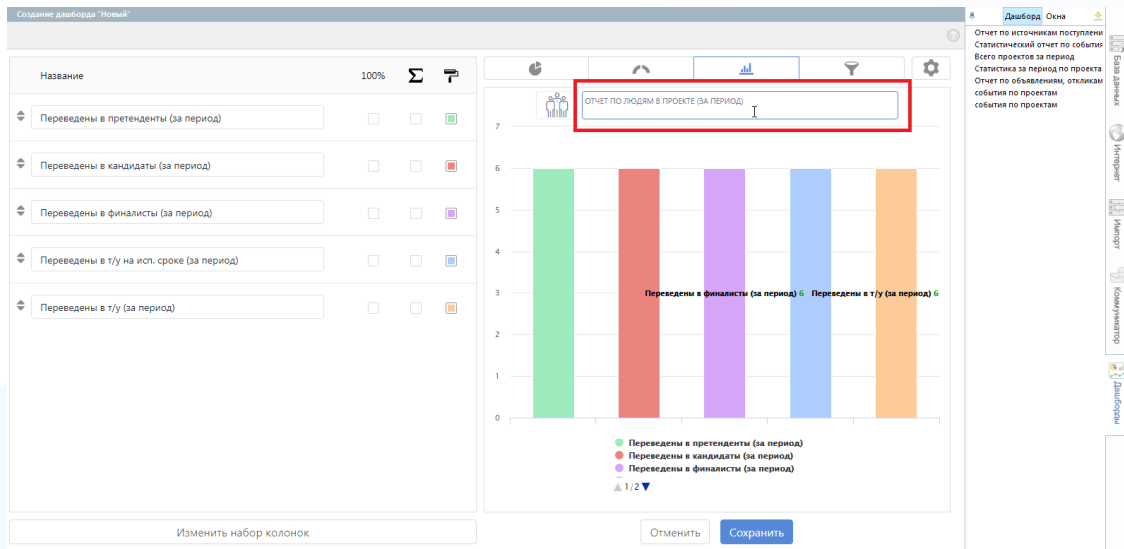 Создание дашборда "Новый"
Название
100%
Σ
Переведены в претенденты (за период)
Переведены в кандидаты (за период)
Переведены в финалисты (за период)
Переведены в т/у на исп. сроке (за период)
Переведены в т/у (за период)
Изменить набор колонок
ОТЧЕТ ПО ЛЮДЯМ В ПРОЕКТЕ (ЗА ПЕРИОД)
7
6
5
4
3
2
1
0
Переведены в финалисты (за период) 6
Переведены в т/у (за период) 6
Переведены в претенденты (за период)
Переведены в кандидаты (за период)
Переведены в финалисты (за период)
1/2
Отменить
Сохранить
Дашборд Окна
Отчет по источникам поступлени
Статистический отчет по события
Всего проектов за период
Статистика за период по проекта
Отчет по объявлениям, откликам
события по проектам
события по проектам
База данных
Интернет
Импорт
Коммуникатор
Дашборды